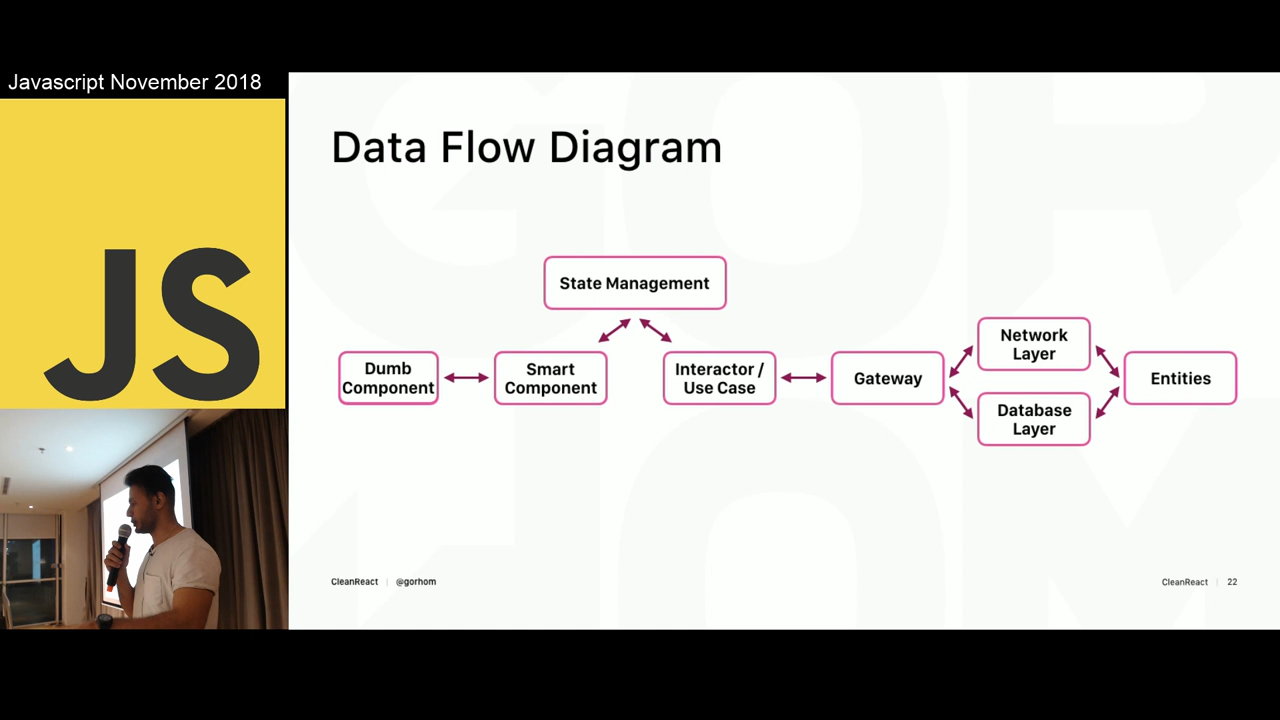 Javascript November 2018
JS
Data Flow Diagram
State Management
Dumb
Component
Smart
Component
Interactor /
Use Case
Gateway
Network
Layer
Database
Layer
Entities
CleanReact | @gorhom
CleanReact | 22